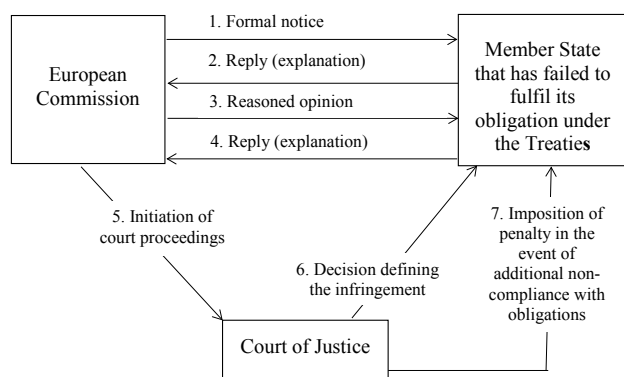 1. Formal notice
2. Reply (explanation)
3. Reasoned opinion
4. Reply (explanation)
European
Commission
Member State
that has failed to
fulfil its
obligation under
the Treaties
5. Initiation of
court proceedings
6. Decision defining
the infringement
7. Imposition of
penalty in the
event of
additional non-
compliance with
obligations
Court of Justice